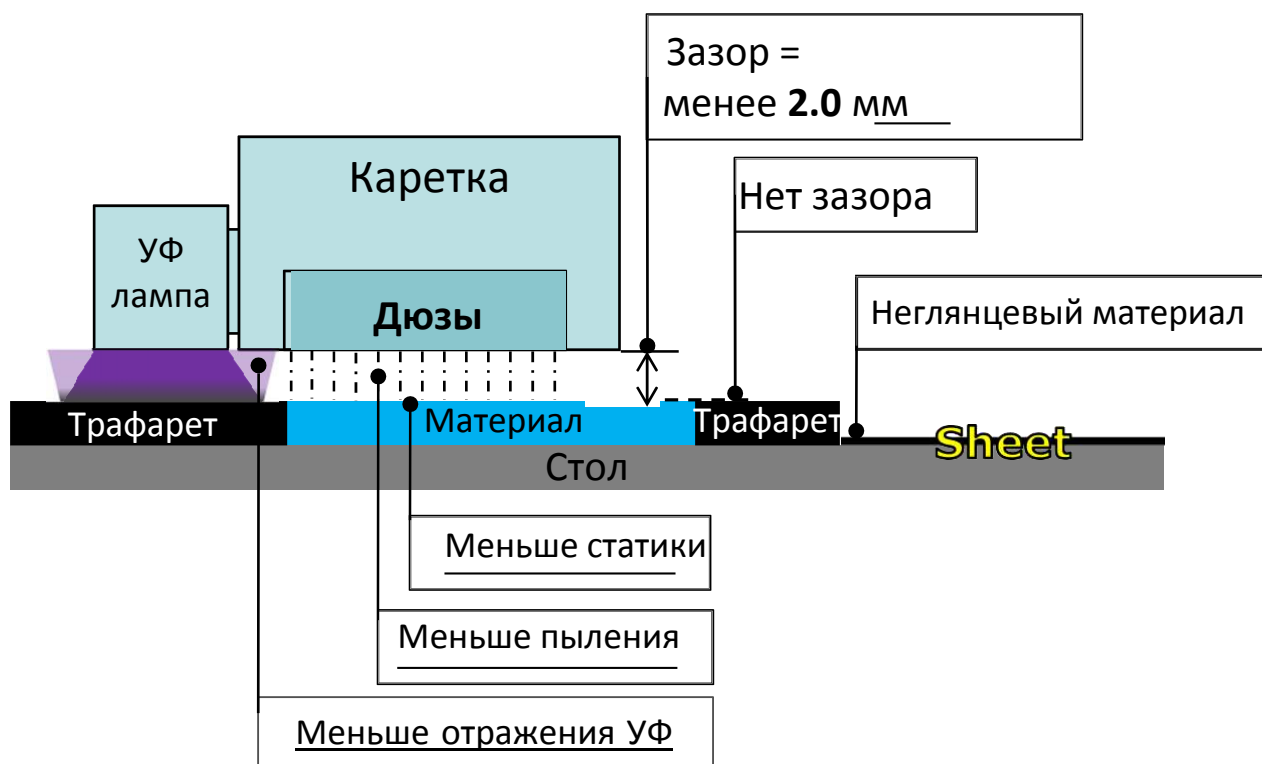 Зазор =
менее 2.0 мм
Каретка
Нет зазора
УФ
лампа
Дюзы
Неглянцевый материал
Трафарет
Материал
Трафарет
Sheet
Стол
Меньше статики
Меньше пыления
Меньше отражения УФ